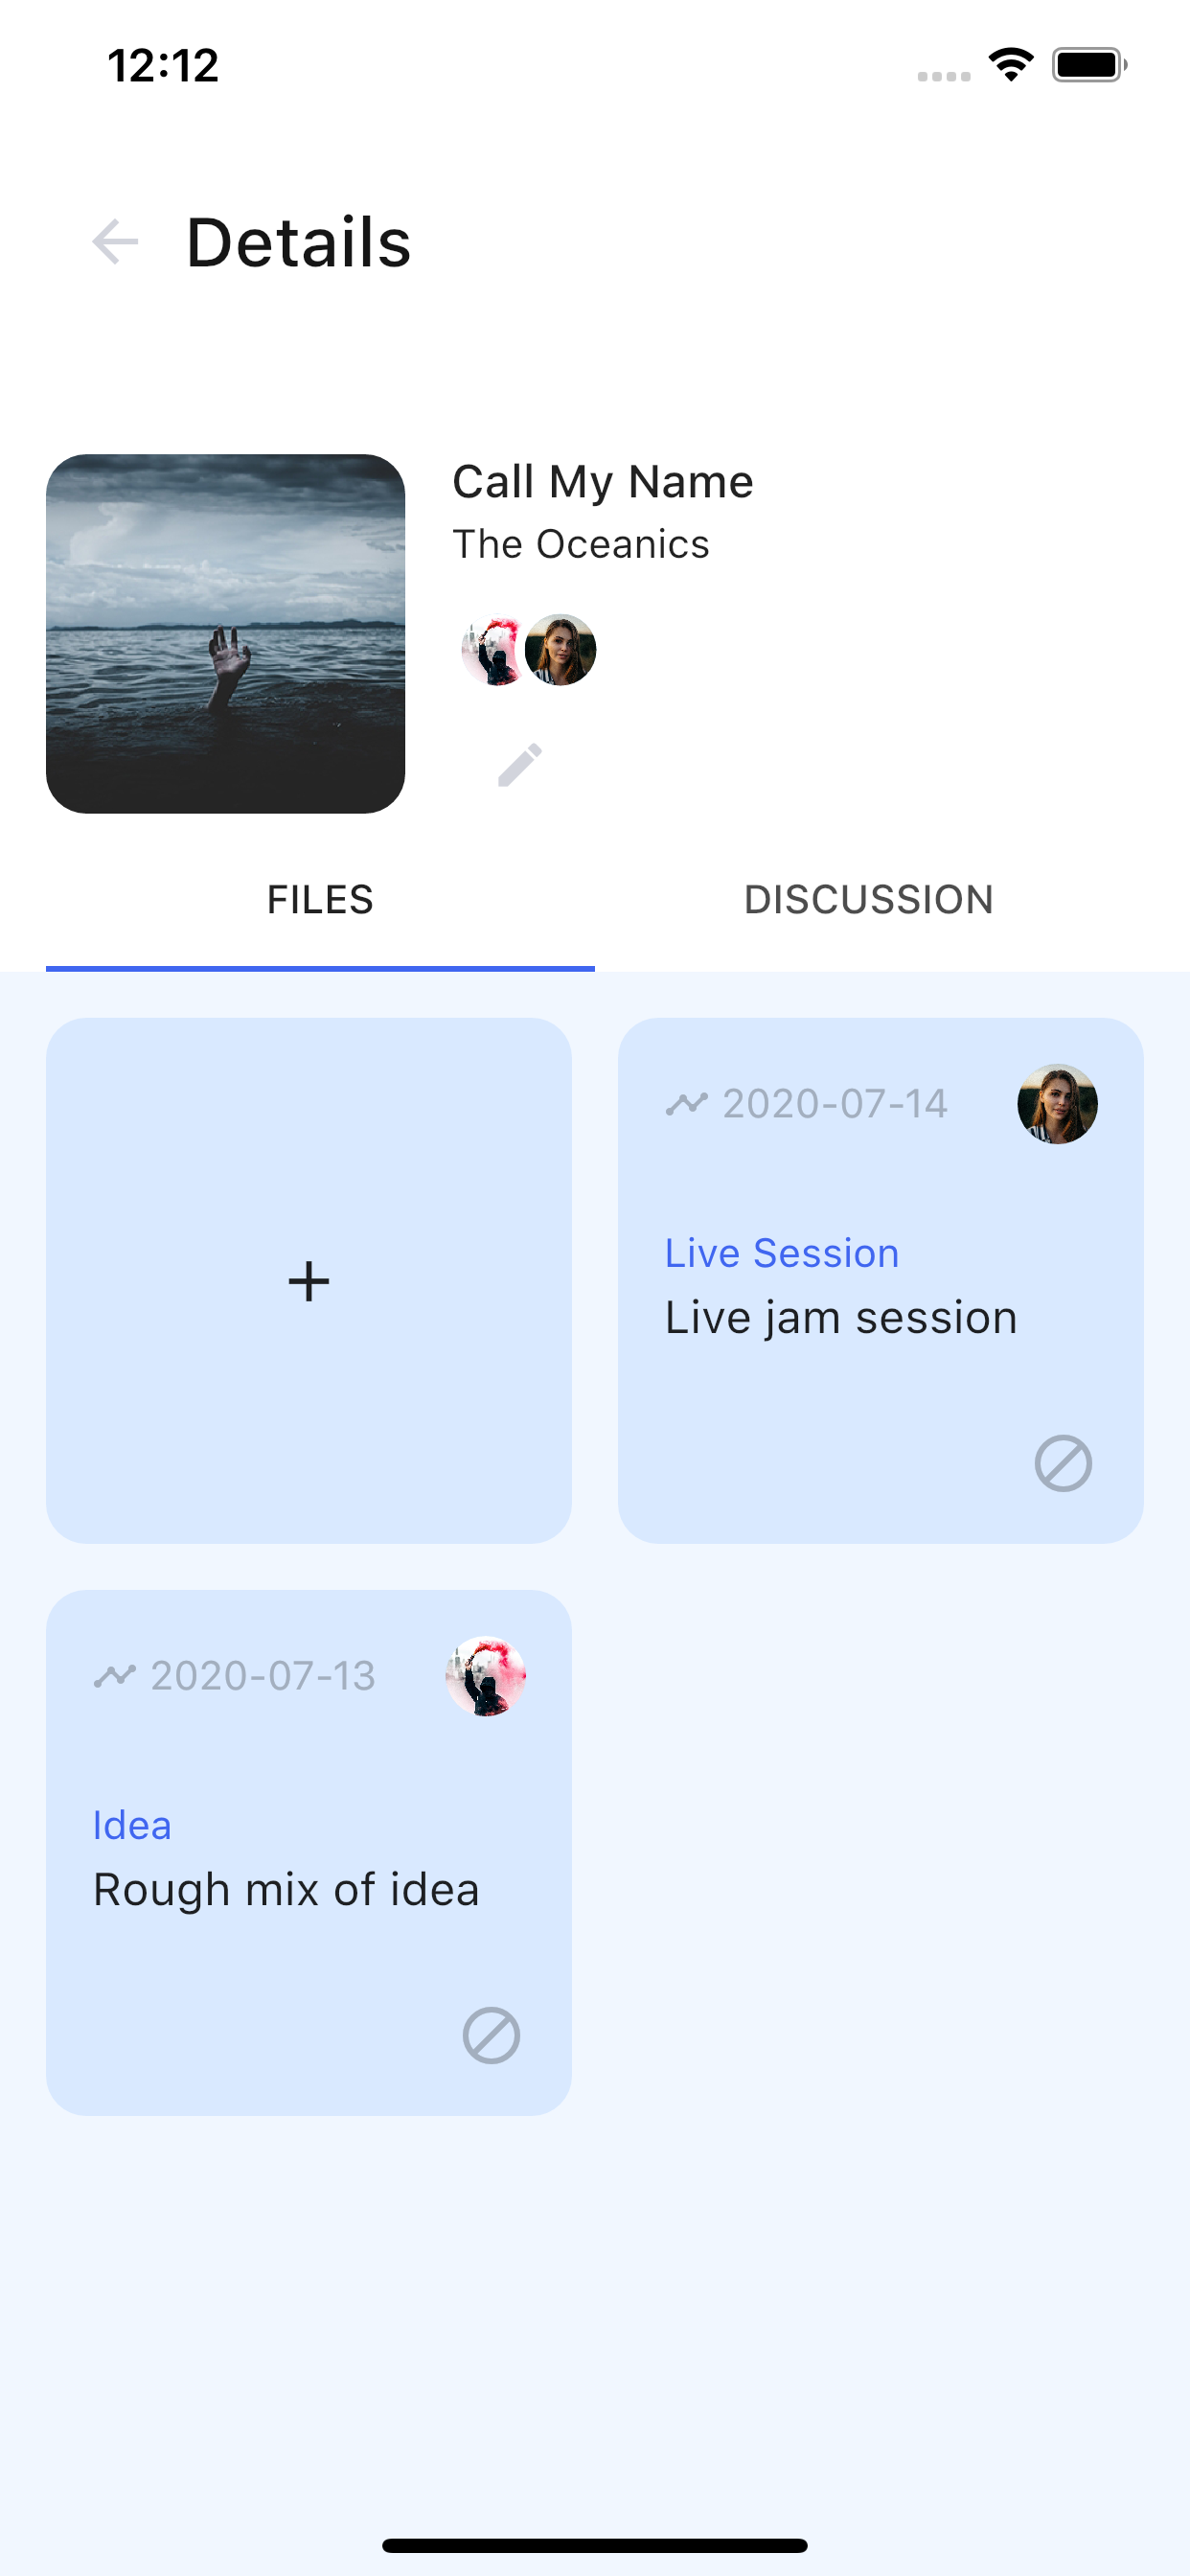 12:12
Details
Call My Name
The Oceanics
FILES
DISCUSSION
+
2020-07-14
Live Session
Live jam session
2020-07-13
Idea
Rough mix of idea